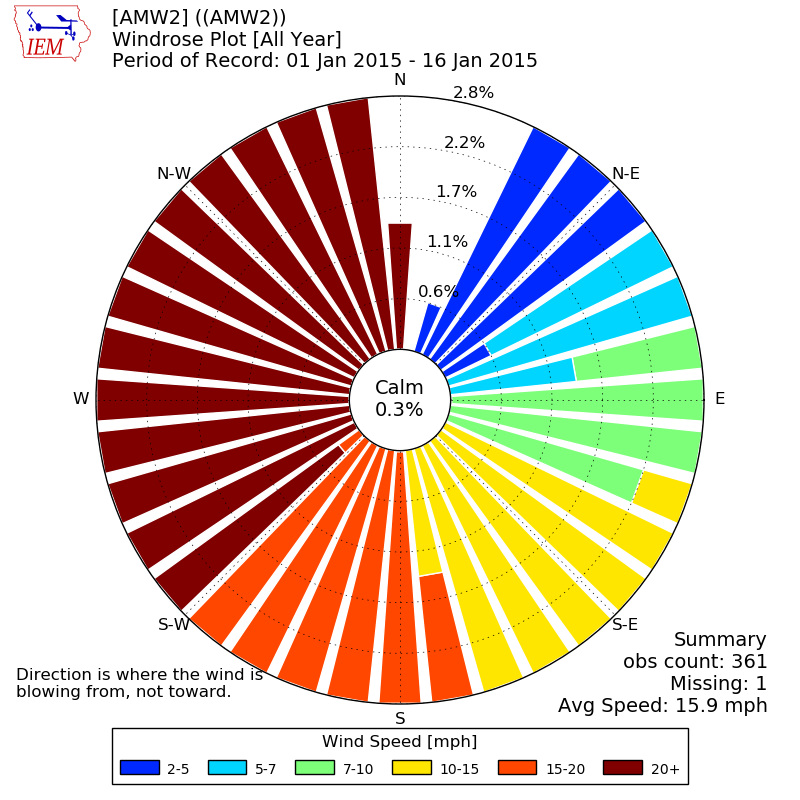 IEM
[AMW2] ((AMW2))
Windrose Plot [All Year]
Period of Record: 01 Jan 2015 - 16 Jan 2015
N
2.8%
2.2%
N-W
N-E
1.7%
1.1%
0.6%
W
Calm
0.3%
E
S-W
S-E
S
Direction is where the wind is
blowing from, not toward.
Summary
obs count: 361
Missing: 1
Avg Speed: 15.9 mph
Wind Speed [mph]
2-5 5-7 7-10 10-15 15-20 20+